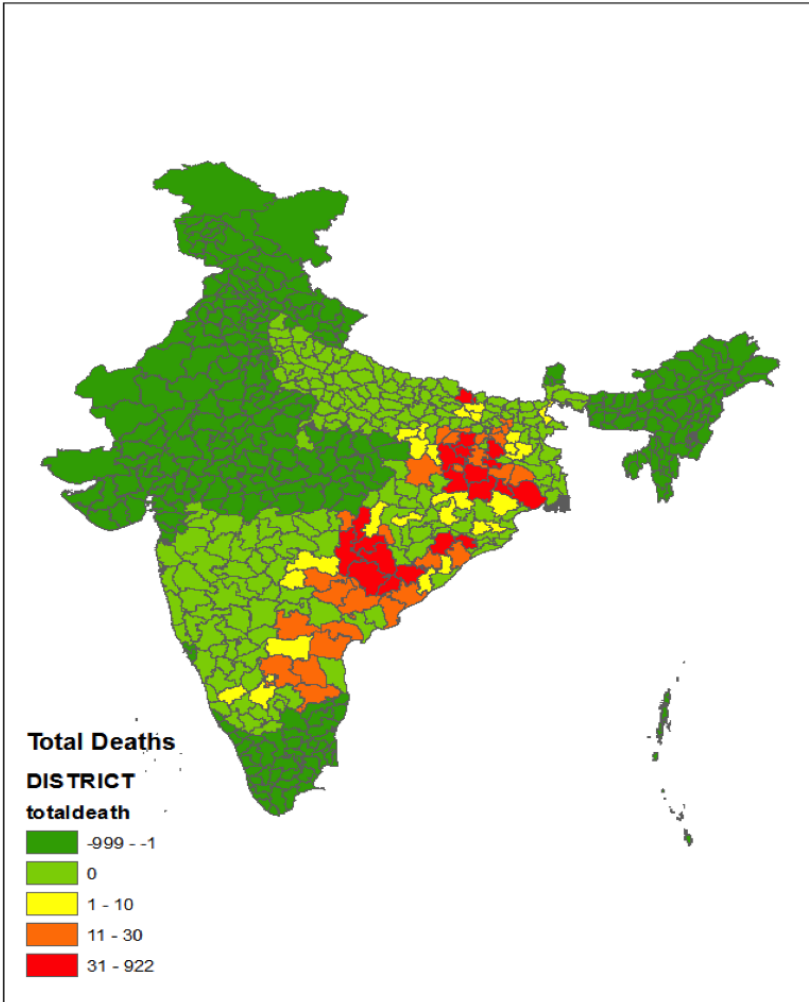 Total Deaths
DISTRICT
totaldeath
-999 - -1
0
1 - 10
11 - 30
31 - 922